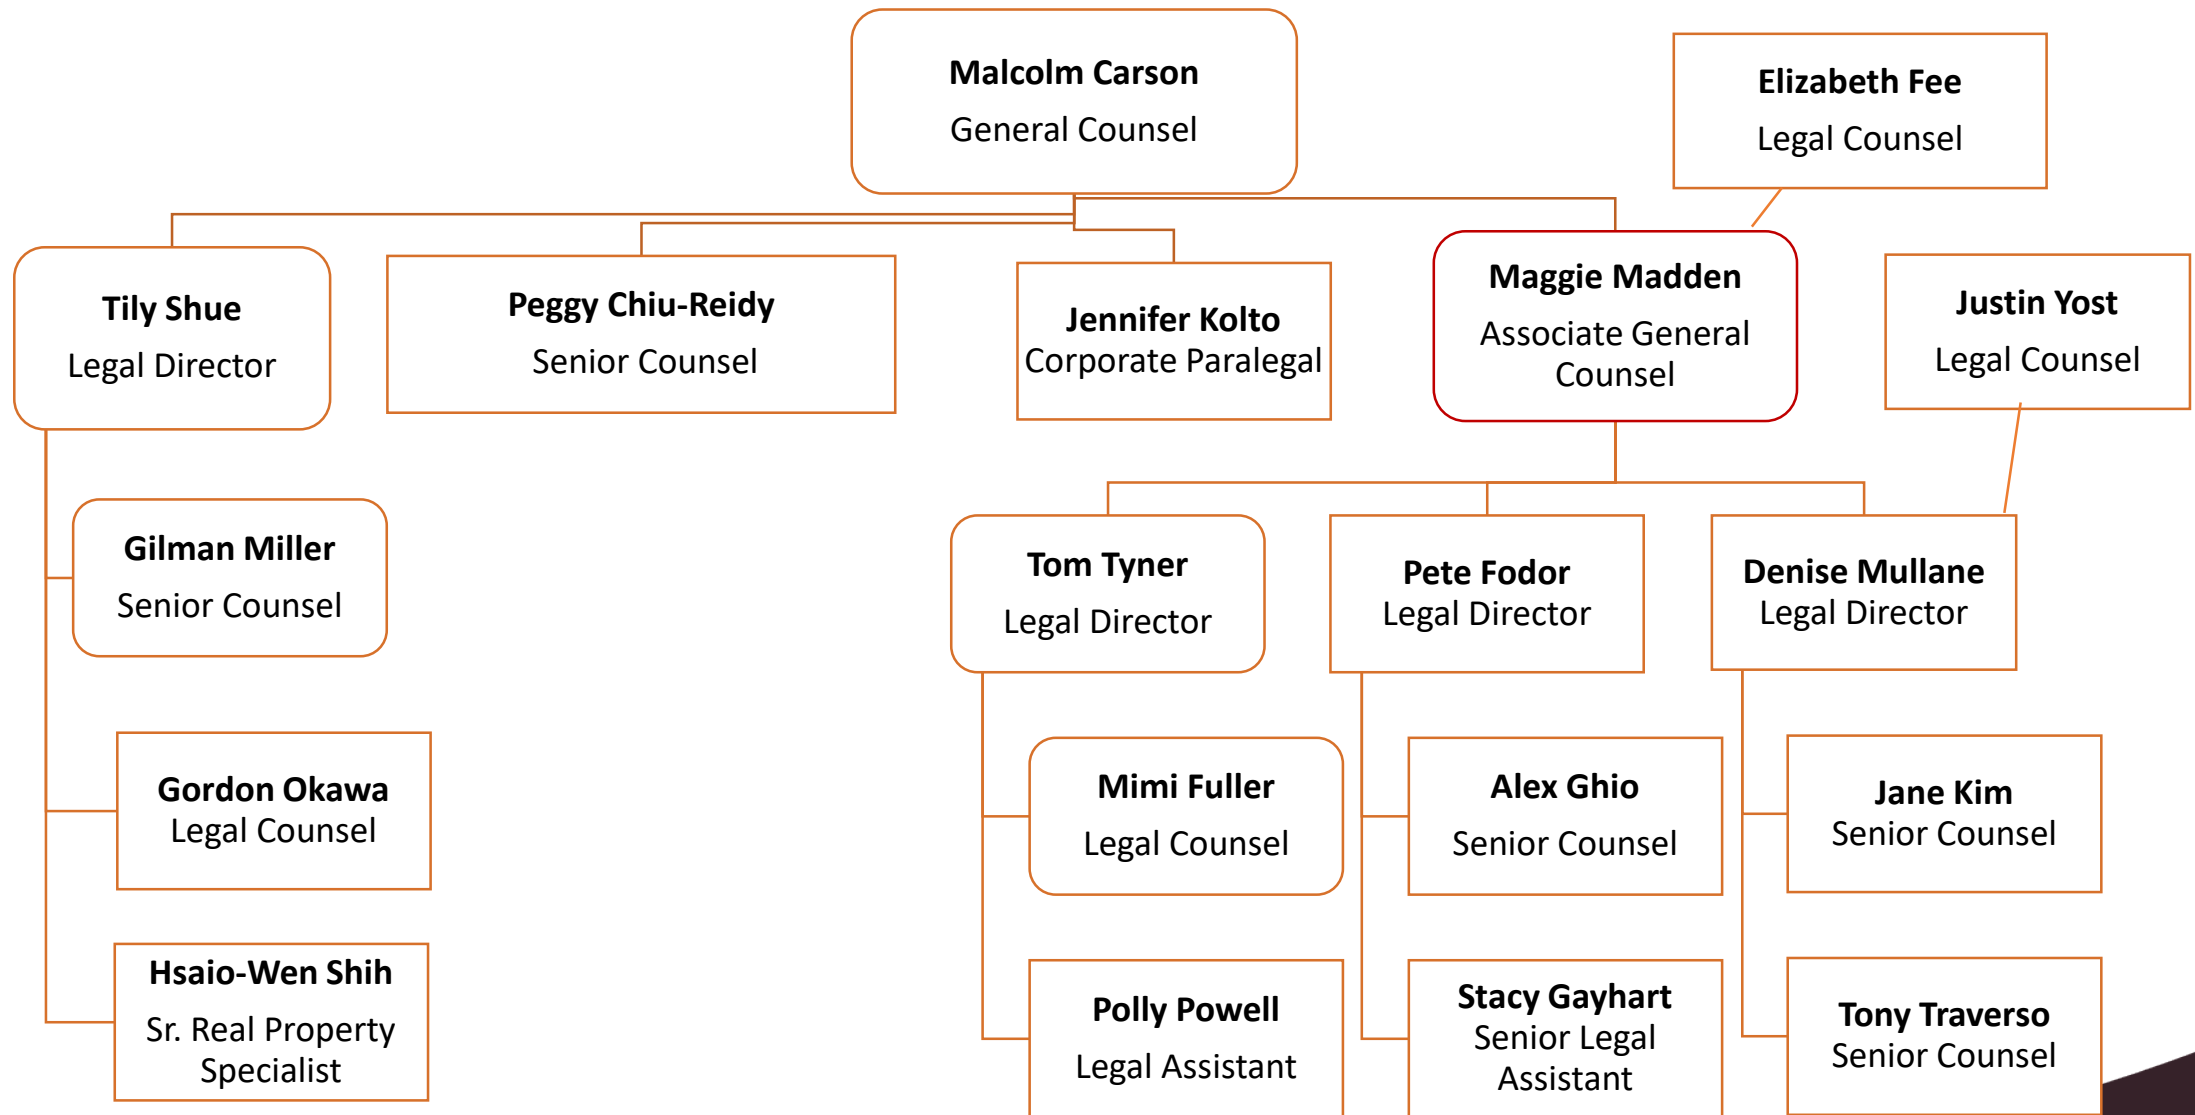 Malcolm Carson
General Counsel
Elizabeth Fee
Legal Counsel
Tily Shue
Legal Director
Peggy Chiu-Reidy
Senior Counsel
Jennifer Kolto
Corporate Paralegal
Maggie Madden
Associate General
Counsel
Justin Yost
Legal Counsel
Gilman Miller
Senior Counsel
Tom Tyner
Legal Director
Pete Fodor
Legal Director
Denise Mullane
Legal Director
Gordon Okawa
Legal Counsel
Mimi Fuller
Legal Counsel
Alex Ghio
Senior Counsel
Jane Kim
Senior Counsel
Hsaio-Wen Shih
Sr. Real Property
Specialist
Polly Powell
Legal Assistant
Stacy Gayhart
Senior Legal
Assistant
Tony Traverso
Senior Counsel